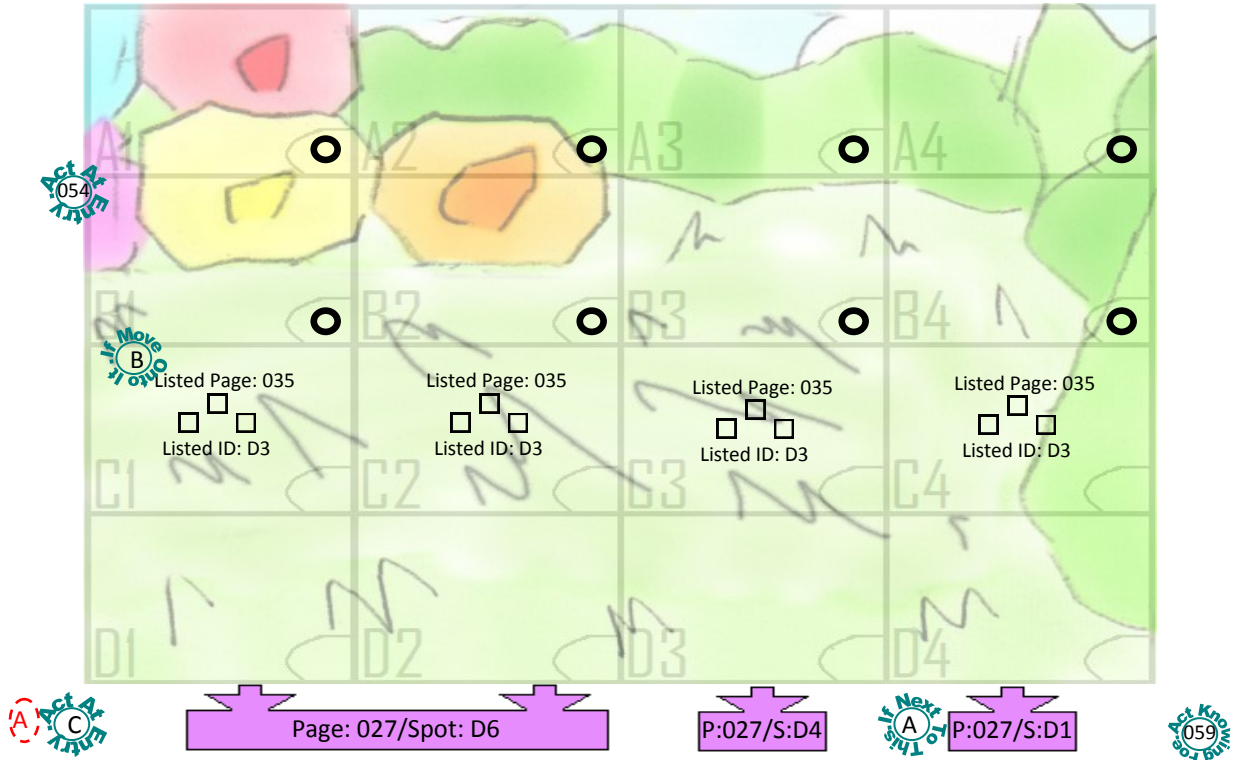 A1 A2 A3 A4
Act At Entry 054
B1 B2 B3 B4
If Move Onto It B
Listed Page: 035 Listed Page: 035 Listed Page: 035 Listed Page: 035
Listed ID: D3 Listed ID: D3 Listed ID: D3 Listed ID: D3
C1 C2 C3 C4
D1 D2 D3 D4
A Act At Entry C
Page: 027/Spot: D6
P:027/S:D4
If Next To This A
P:027/S:D1
Act Knowing foe. 059